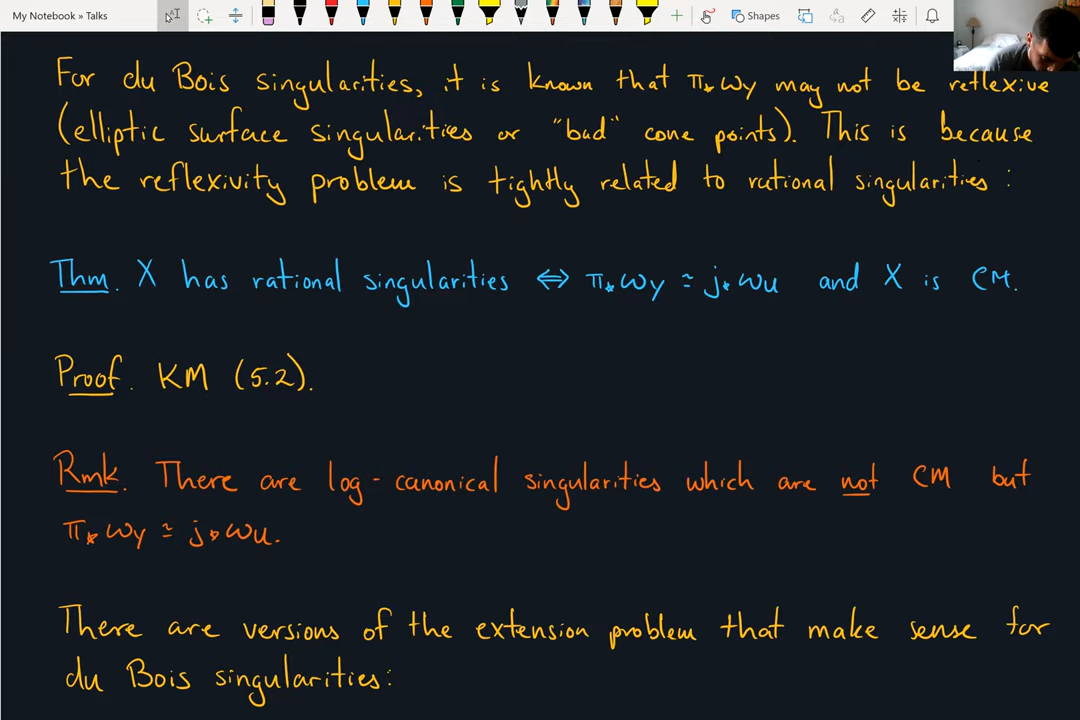 My Notebook » Talks
Shapes
For du Bois singularities, it is known that π⋆ωY may not be reflexive
(elliptic surface singularities or "bad" cone points). This is because
the reflexivity problem is tightly related to rational singularities :
Thm. X has rational singularities ⇔ π⋆ωY ≃ j⋆ωU and X is CM.
Proof. KM (5.2).
Rmk. There are log-canonical singularities which are not CM but
π⋆ωY ≃ j⋆ωU.
There are versions of the extension problem that make sense for
du Bois singularities: